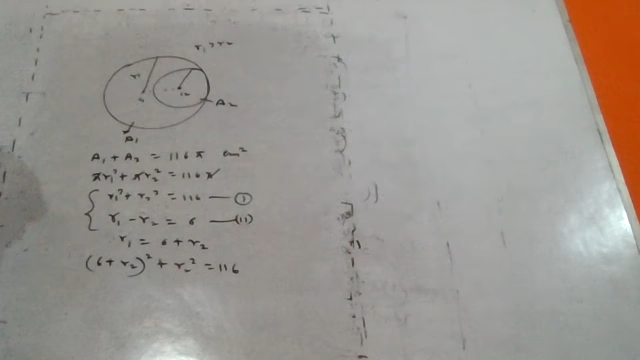 r₁ > r₂
r₁
A₂
A₁
A₁ + A₂ = 116 π cm²
πr₁² + πr₂² = 116 π
r₁² + r₂² = 116 — (I)
r₁ - r₂ = 6 — (II)
r₁ = 6 + r₂
(6 + r₂)² + r₂² = 116